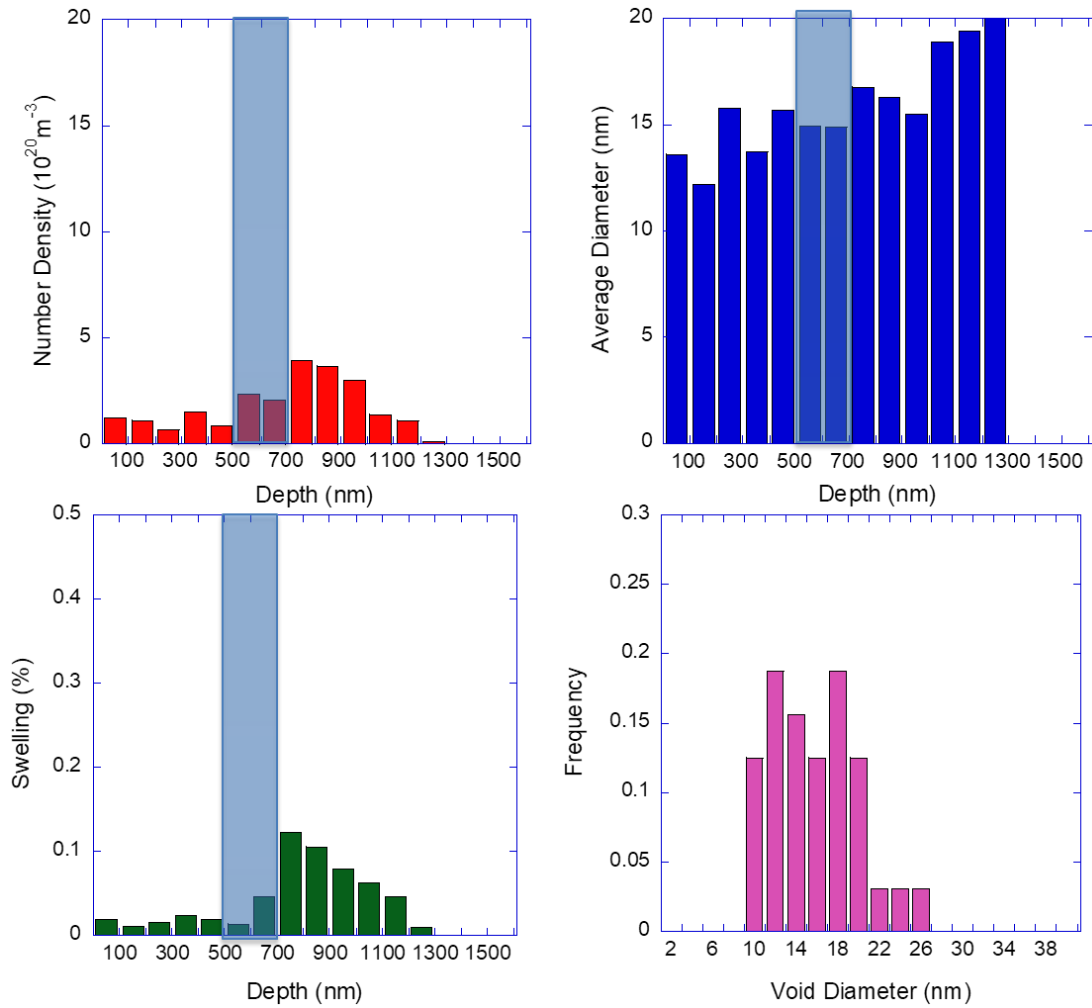 20
15
10
5
0
Number Density (10²⁰m⁻³)
100 300 500 700 900 1100 1300 1500
Depth (nm)
20
15
10
5
0
Average Diameter (nm)
100 300 500 700 900 1100 1300 1500
Depth (nm)
0.5
0.4
0.3
0.2
0.1
0
Swelling (%)
100 300 500 700 900 1100 1300 1500
Depth (nm)
0.3
0.25
0.2
0.15
0.1
0.05
0
Frequency
2 6 10 14 18 22 26 30 34 38
Void Diameter (nm)